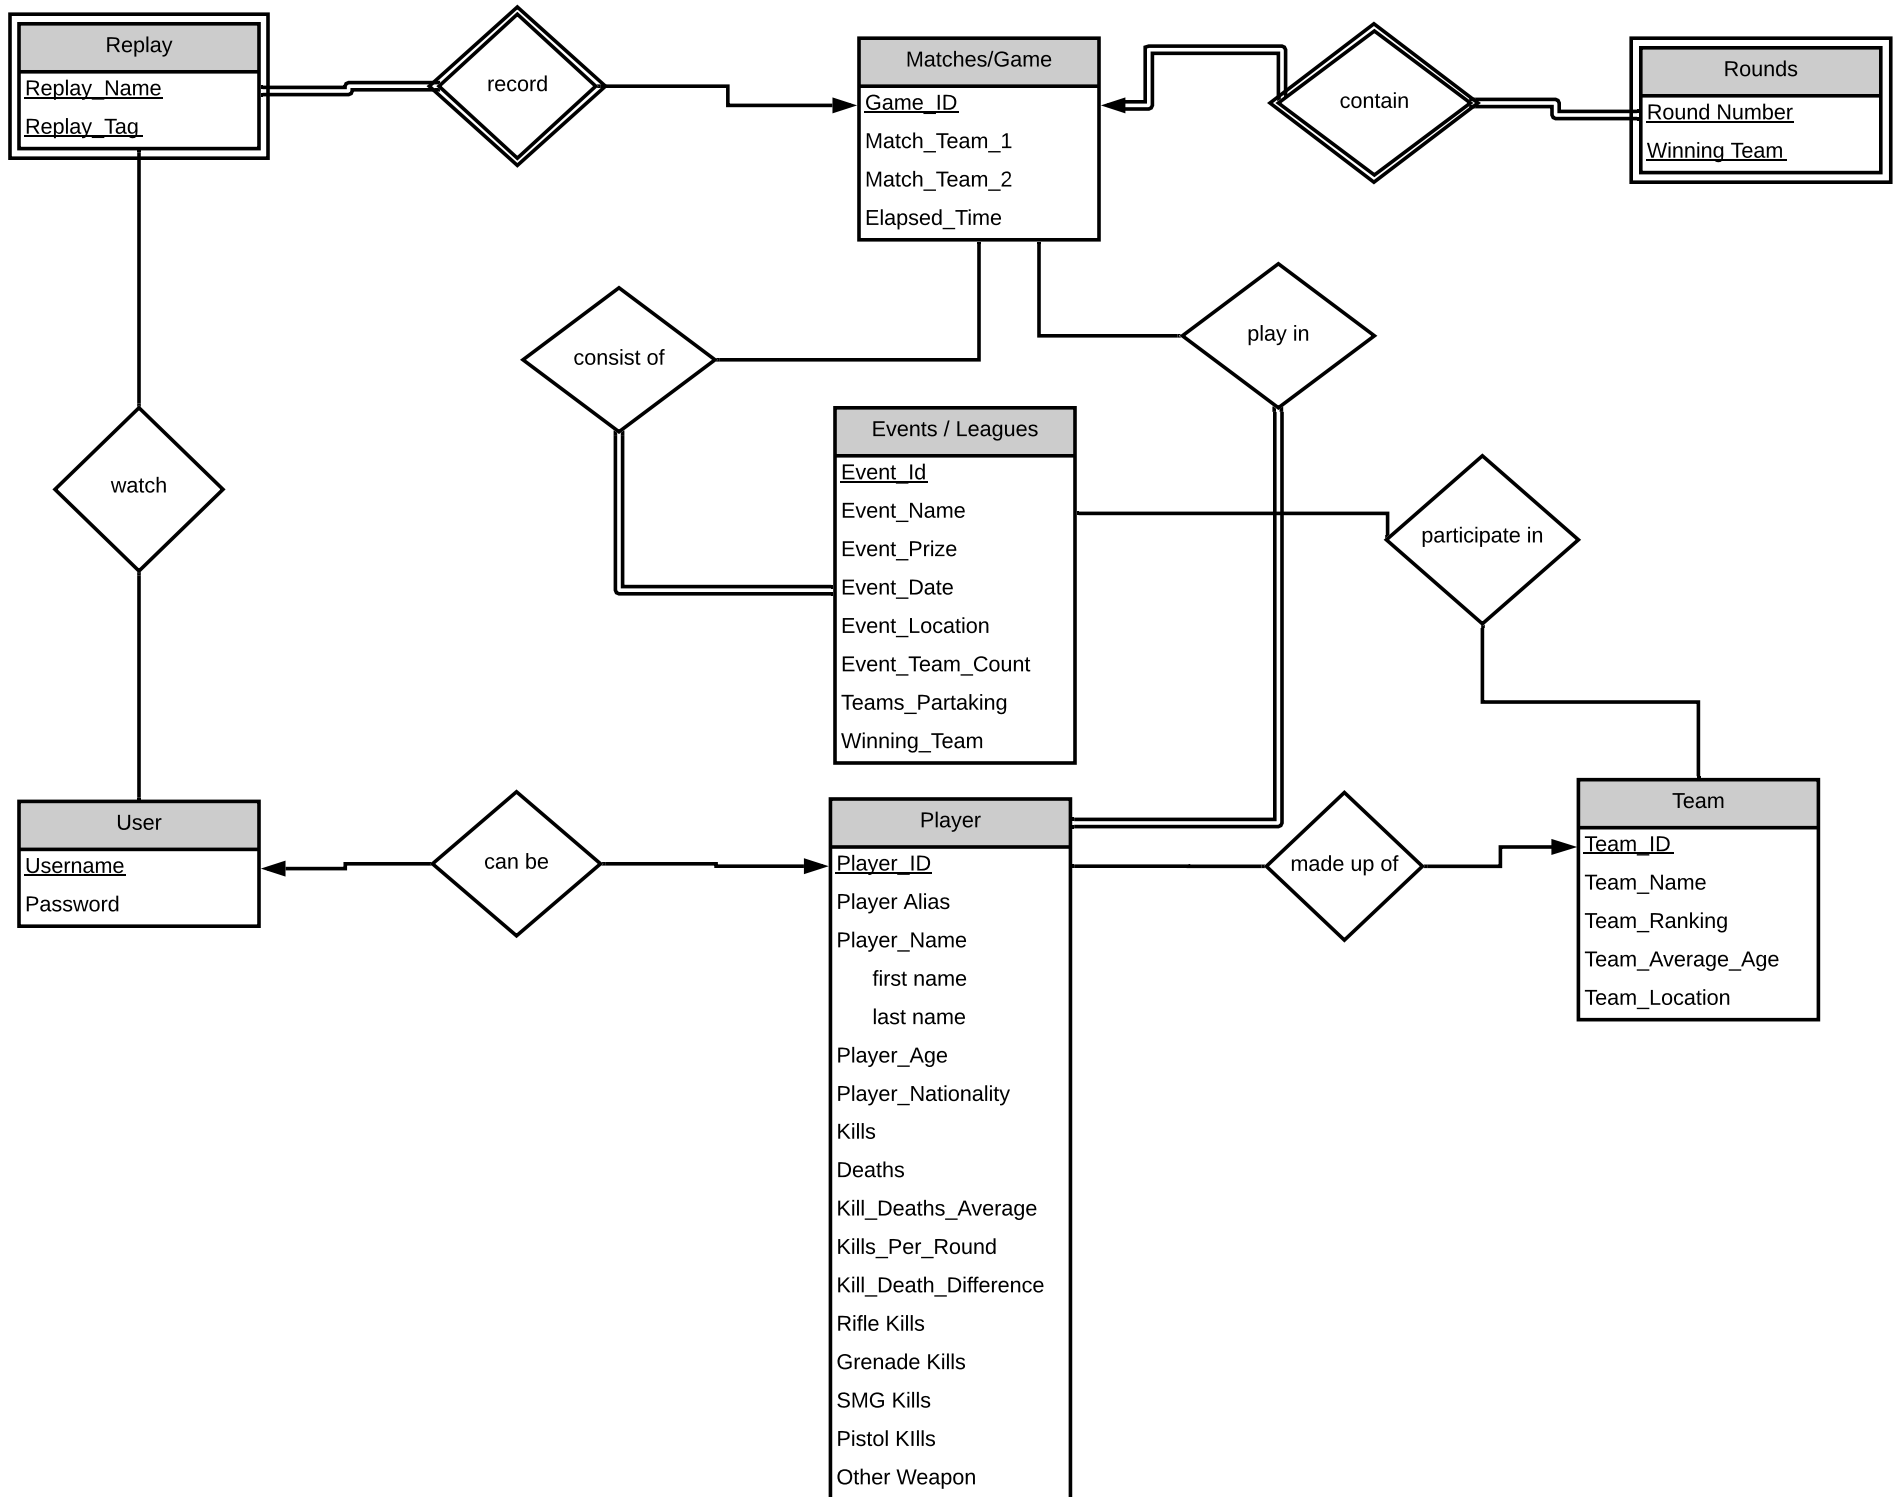 Replay
Replay_Name
Replay_Tag
record
Matches/Game
Game_ID
Match_Team_1
Match_Team_2
Elapsed_Time
contain
Rounds
Round Number
Winning Team
consist of
play in
watch
Events / Leagues
Event_Id
Event_Name
Event_Prize
Event_Date
Event_Location
Event_Team_Count
Teams_Partaking
Winning_Team
participate in
User
Username
Password
can be
Player
Player_ID
Player Alias
Player_Name
first name
last name
Player_Age
Player_Nationality
Kills
Deaths
Kill_Deaths_Average
Kills_Per_Round
Kill_Death_Difference
Rifle Kills
Grenade Kills
SMG Kills
Pistol KIlls
Other Weapon
made up of
Team
Team_ID
Team_Name
Team_Ranking
Team_Average_Age
Team_Location